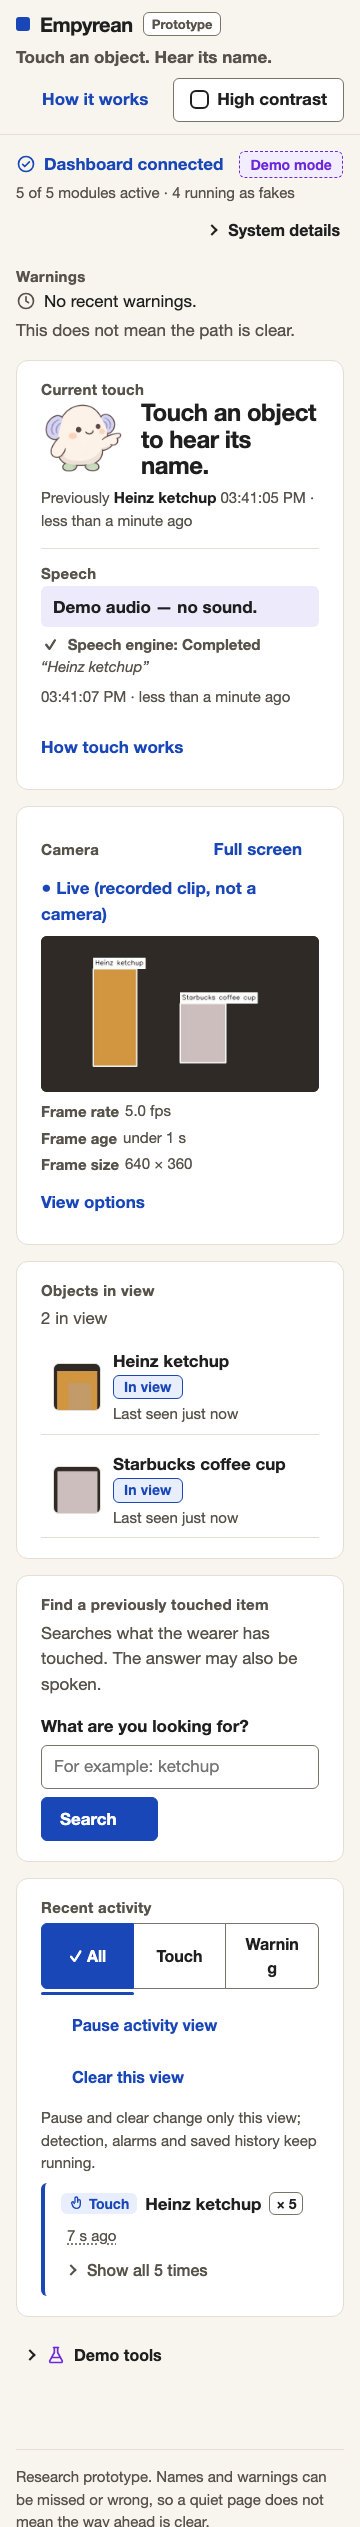 Empyrean Prototype
Touch an object. Hear its name.
How it works High contrast
Dashboard connected Demo mode
5 of 5 modules active · 4 running as fakes
System details
Warnings
No recent warnings.
This does not mean the path is clear.
Current touch
Touch an object
to hear its
name.
Previously Heinz ketchup 03:41:05 PM ·
less than a minute ago
Speech
Demo audio — no sound.
Speech engine: Completed
“Heinz ketchup”
03:41:07 PM · less than a minute ago
How touch works
Camera Full screen
• Live (recorded clip, not a
camera)
Heinz ketchup
Starbucks coffee cup
Frame rate 5.0 fps
Frame age under 1 s
Frame size 640 × 360
View options
Objects in view
2 in view
Heinz ketchup
In view
Last seen just now
Starbucks coffee cup
In view
Last seen just now
Find a previously touched item
Searches what the wearer has
touched. The answer may also be
spoken.
What are you looking for?
For example: ketchup
Search
Recent activity
✓ All Touch Warnin
g
Pause activity view
Clear this view
Pause and clear change only this view;
detection, alarms and saved history keep
running.
Touch Heinz ketchup × 5
7 s ago
Show all 5 times
Demo tools
Research prototype. Names and warnings can
be missed or wrong, so a quiet page does not
mean the way ahead is clear.